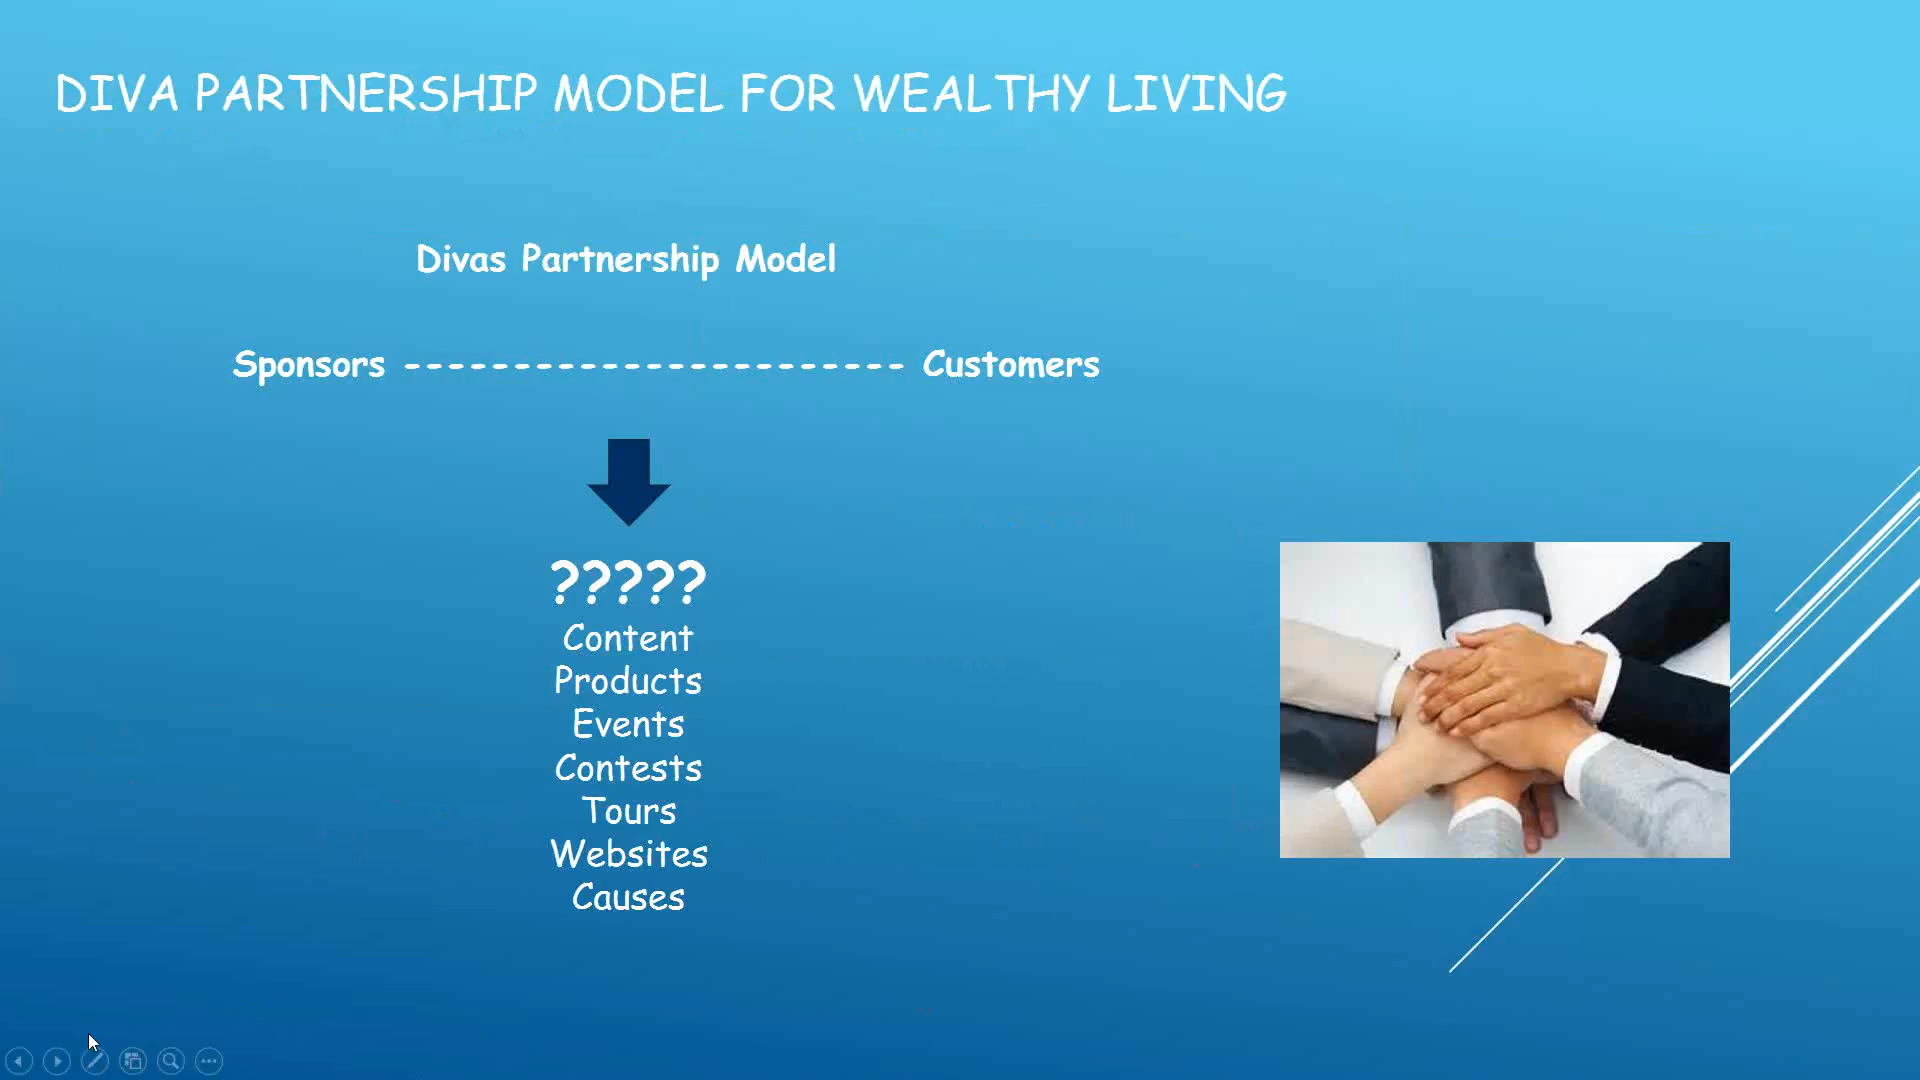 DIVA PARTNERSHIP MODEL FOR WEALTHY LIVING
Divas Partnership Model
Sponsors ----------------------- Customers
?????
Content
Products
Events
Contests
Tours
Websites
Causes